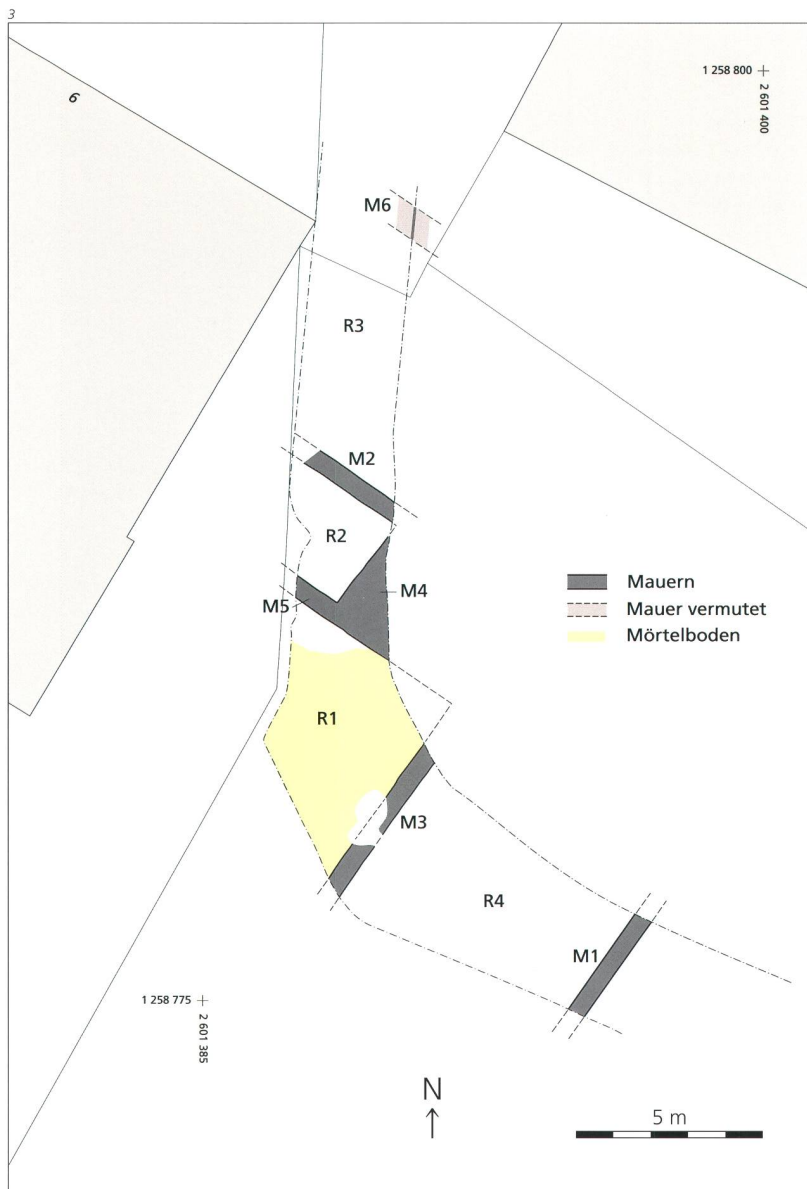 3
6
1 258 800
2 601 400
M6
R3
M2
R2
M4
M5
Mauern
Mauer vermutet
Mörtelboden
R1
M3
R4
M1
1 258 775
2 601 385
N
5 m